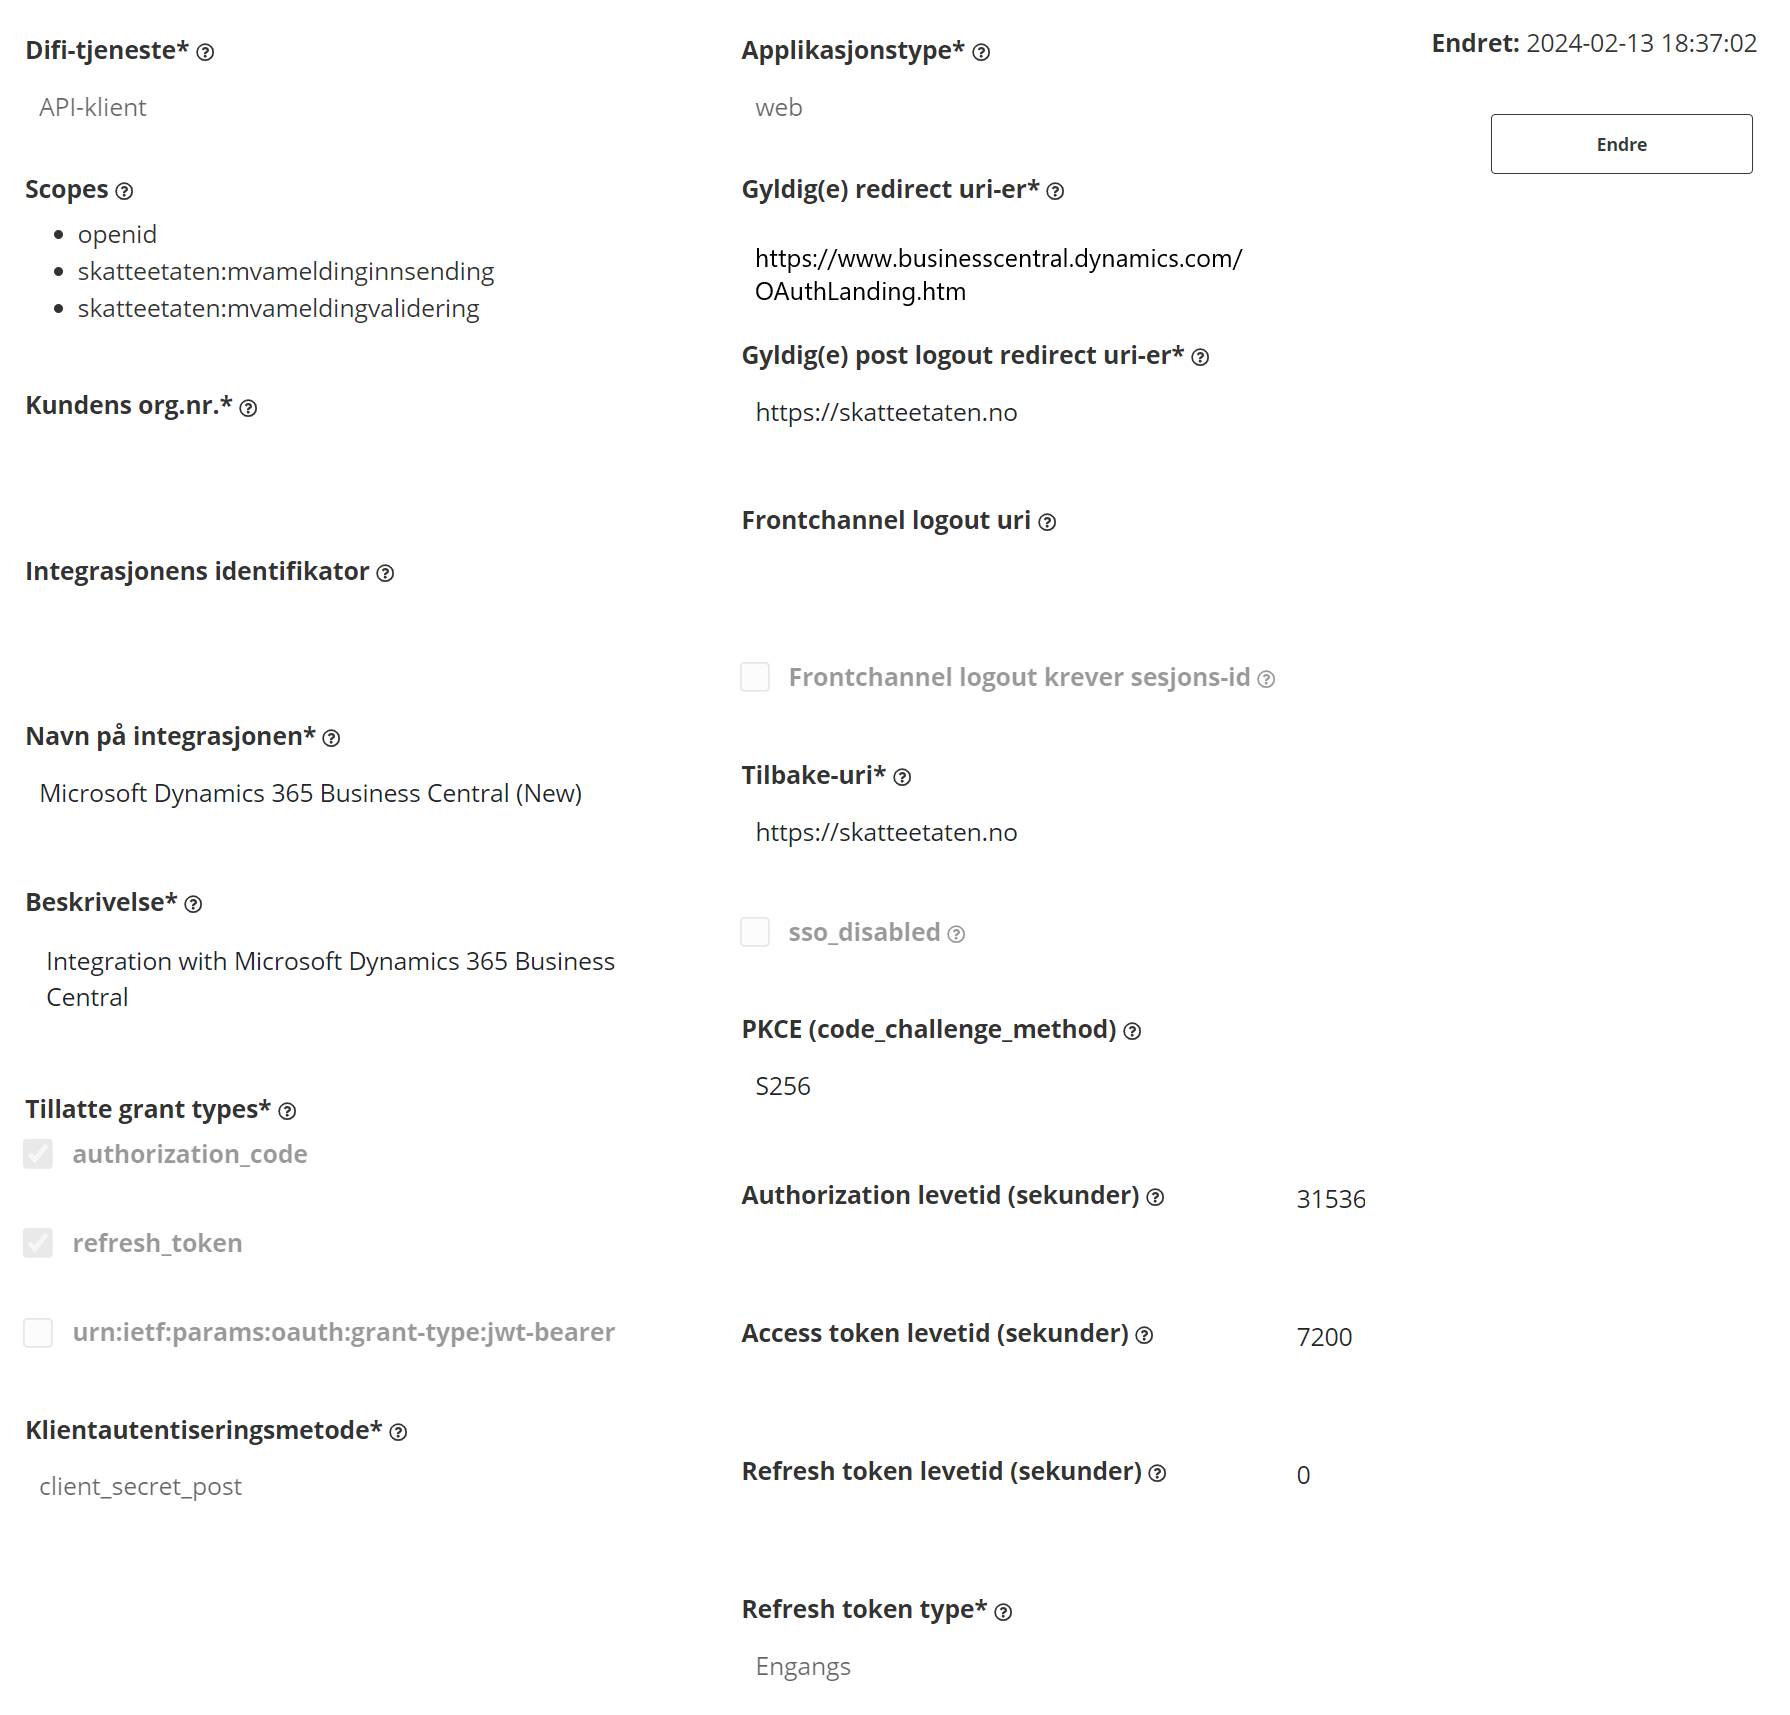 Difi-tjeneste*
API-klient
Scopes
openid
skatteetaten:mvameldinginnsending
skatteetaten:mvameldingvalidering
Kundens org.nr.*
Integrasjonens identifikator
Navn på integrasjonen*
Microsoft Dynamics 365 Business Central (New)
Beskrivelse*
Integration with Microsoft Dynamics 365 Business
Central
Tillatte grant types*
authorization_code
refresh_token
urn:ietf:params:oauth:grant-type:jwt-bearer
Klientautentiseringsmetode*
client_secret_post
Applikasjonstype*
web
Gyldig(e) redirect uri-er*
https://www.businesscentral.dynamics.com/
OAuthLanding.htm
Gyldig(e) post logout redirect uri-er*
https://skatteetaten.no
Frontchannel logout uri
Frontchannel logout krever sesjons-id
Tilbake-uri*
https://skatteetaten.no
sso_disabled
PKCE (code_challenge_method)
S256
Authorization levetid (sekunder) 31536
Access token levetid (sekunder) 7200
Refresh token levetid (sekunder) 0
Refresh token type*
Engangs
Endret: 2024-02-13 18:37:02
Endre